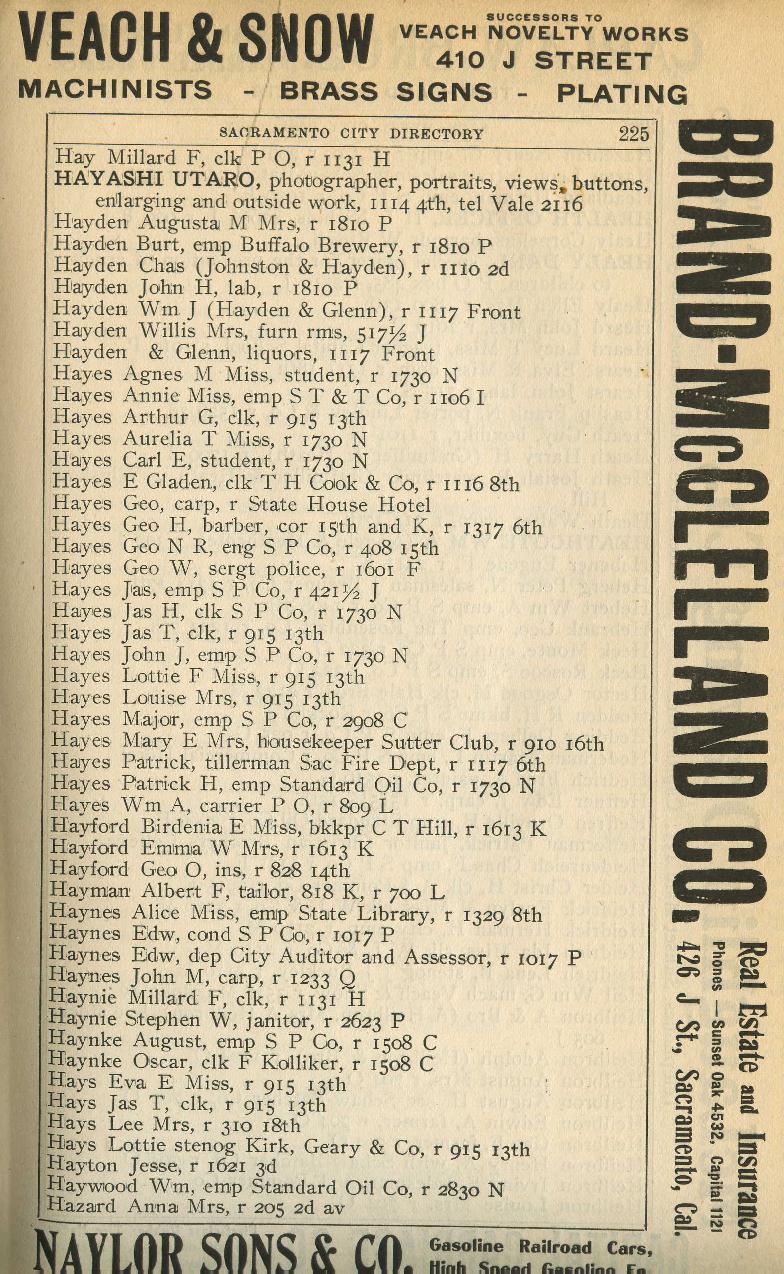 VEACH & SNOW
SUCCESSORS TO
VEACH NOVELTY WORKS
410 J STREET
MACHINISTS - BRASS SIGNS - PLATING
SACRAMENTO CITY DIRECTORY 225
Hay Millard F, clk P O, r 1131 H
HAYASHI UTARO, photographer, portraits, views, buttons,
enlarging and outside work, 1114 4th, tel Vale 2116
Hayden Augusta M Mrs, r 1810 P
Hayden Burt, emp Buffalo Brewery, r 1810 P
Hayden Chas (Johnston & Hayden), r 1110 2d
Hayden John H, lab, r 1810 P
Hayden Wm J (Hayden & Glenn), r 1117 Front
Hayden Willis Mrs, furn rms, 517½ J
Hayden & Glenn, liquors, 1117 Front
Hayes Agnes M Miss, student, r 1730 N
Hayes Annie Miss, emp S T & T Co, r 1106 I
Hayes Arthur G, clk, r 915 13th
Hayes Aurelia T Miss, r 1730 N
Hayes Carl E, student, r 1730 N
Hayes E Gladen, clk T H Cook & Co, r 1116 8th
Hayes Geo, carp, r State House Hotel
Hayes Geo H, barber, cor 15th and K, r 1317 6th
Hayes Geo N R, eng S P Co, r 408 15th
Hayes Geo W, sergt police, r 1601 F
Hayes Jas, emp S P Co, r 421½ J
Hayes Jas H, clk S P Co, r 1730 N
Hayes Jas T, clk, r 915 13th
Hayes John J, emp S P Co, r 1730 N
Hayes Lottie F Miss, r 915 13th
Hayes Louise Mrs, r 915 13th
Hayes Major, emp S P Co, r 2908 C
Hayes Mary E Mrs, housekeeper Sutter Club, r 910 16th
Hayes Patrick, tillerman Sac Fire Dept, r 1117 6th
Hayes Patrick H, emp Standard Oil Co, r 1730 N
Hayes Wm A, carrier P O, r 809 L
Hayford Birdenia E Miss, bkkpr C T Hill, r 1613 K
Hayford Emma W Mrs, r 1613 K
Hayford Geo O, ins, r 828 14th
Hayman Albert F, tailor, 818 K, r 700 L
Haynes Alice Miss, emp State Library, r 1329 8th
Haynes Edw, cond S P Co, r 1017 P
Haynes Edw, dep City Auditor and Assessor, r 1017 P
Haynes John M, carp, r 1233 Q
Haynie Millard F, clk, r 1131 H
Haynie Stephen W, janitor, r 2623 P
Haynke August, emp S P Co, r 1508 C
Haynke Oscar, clk F Kolliker, r 1508 C
Hays Eva E Miss, r 915 13th
Hays Jas T, clk, r 915 13th
Hays Lee Mrs, r 310 18th
Hays Lottie stenog Kirk, Geary & Co, r 915 13th
Hayton Jesse, r 1621 3d
Haywood Wm, emp Standard Oil Co, r 2830 N
Hazard Anna Mrs, r 205 2d av
BRAND-McCLELLAND CO.
Real Estate and Insurance
Phones — Sunset Oak 4532, Capital 1121
426 J St., Sacramento, Cal.
NAYLOR SONS & CO.
Gasoline Railroad Cars,
High Speed Gasoline En